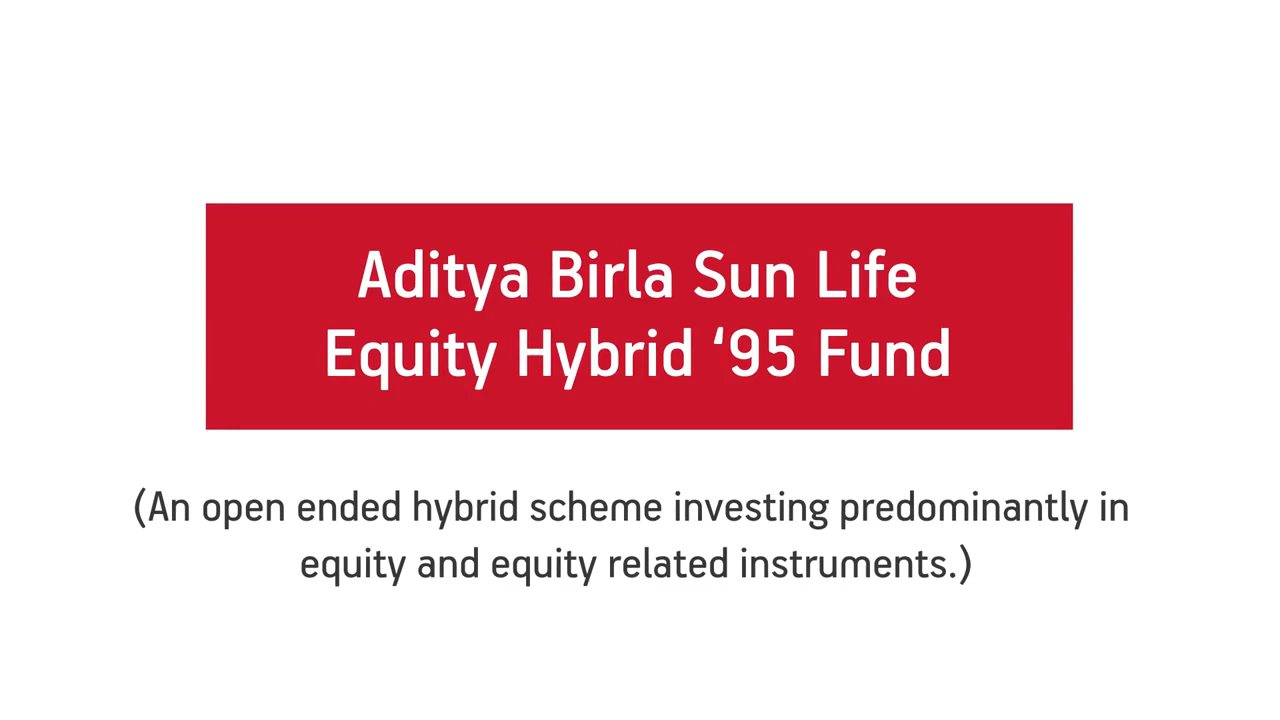 Aditya Birla Sun Life
Equity Hybrid ‘95 Fund
(An open ended hybrid scheme investing predominantly in
equity and equity related instruments.)